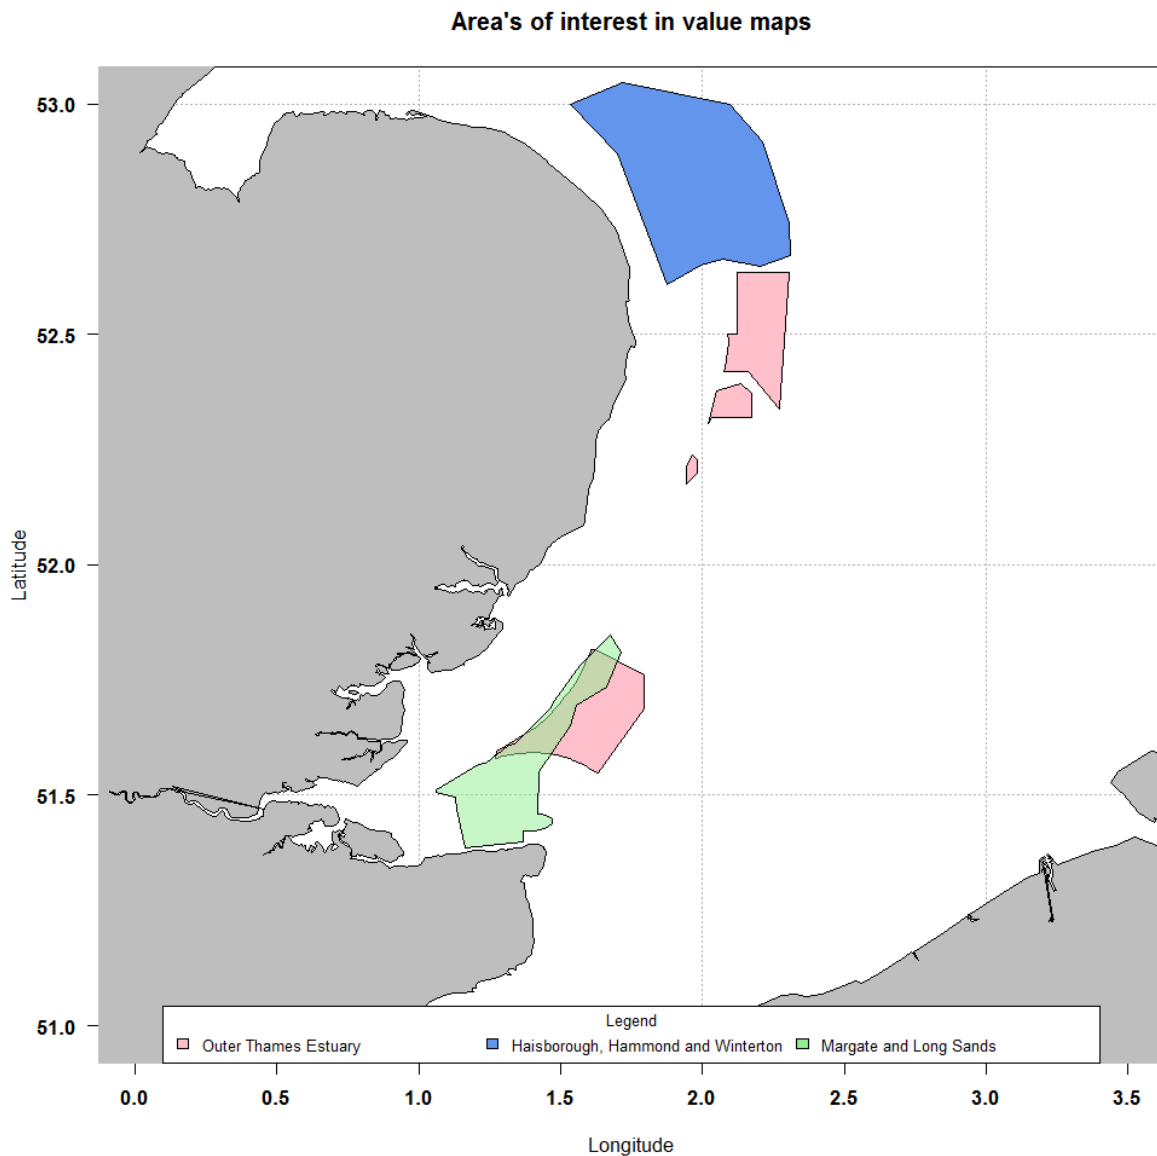 Area's of interest in value maps
53.0
52.5
52.0
51.5
51.0
Latitude
Legend
Outer Thames Estuary
Haisborough, Hammond and Winterton
Margate and Long Sands
0.0 0.5 1.0 1.5 2.0 2.5 3.0 3.5
Longitude